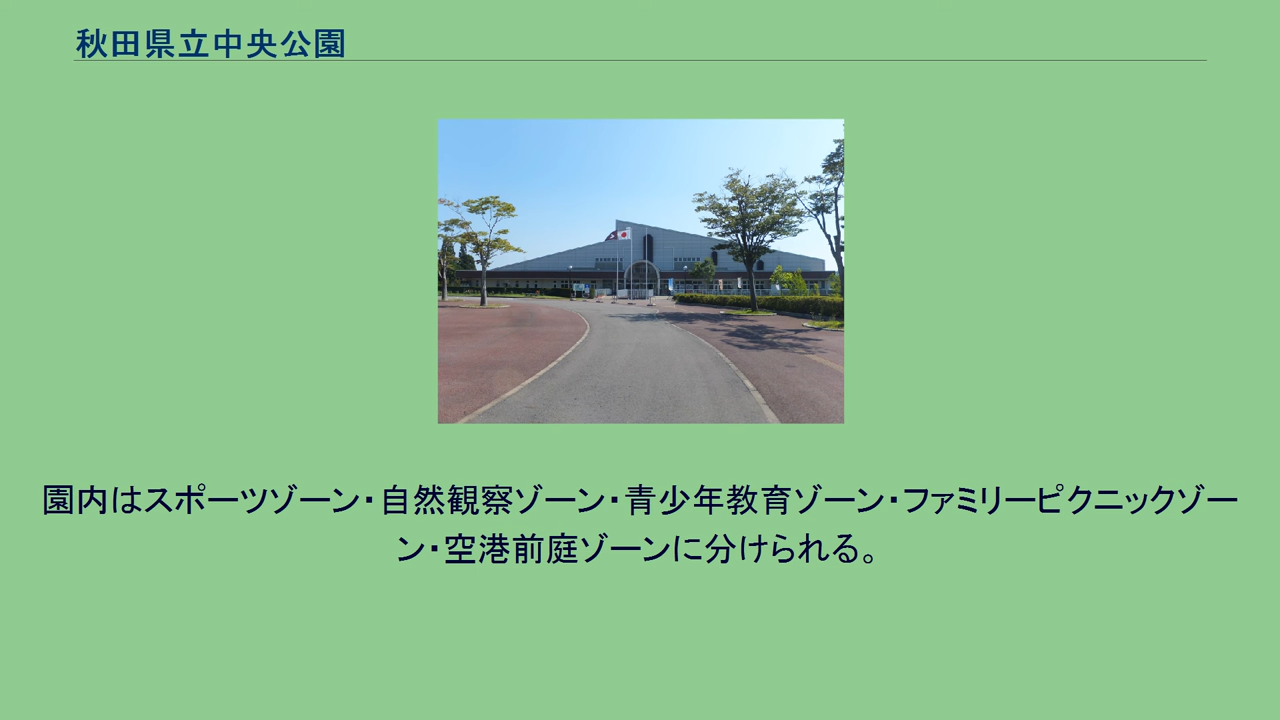 秋田県立中央公園
園内はスポーツゾーン・自然観察ゾーン・青少年教育ゾーン・ファミリーピクニックゾー
ン・空港前庭ゾーンに分けられる。